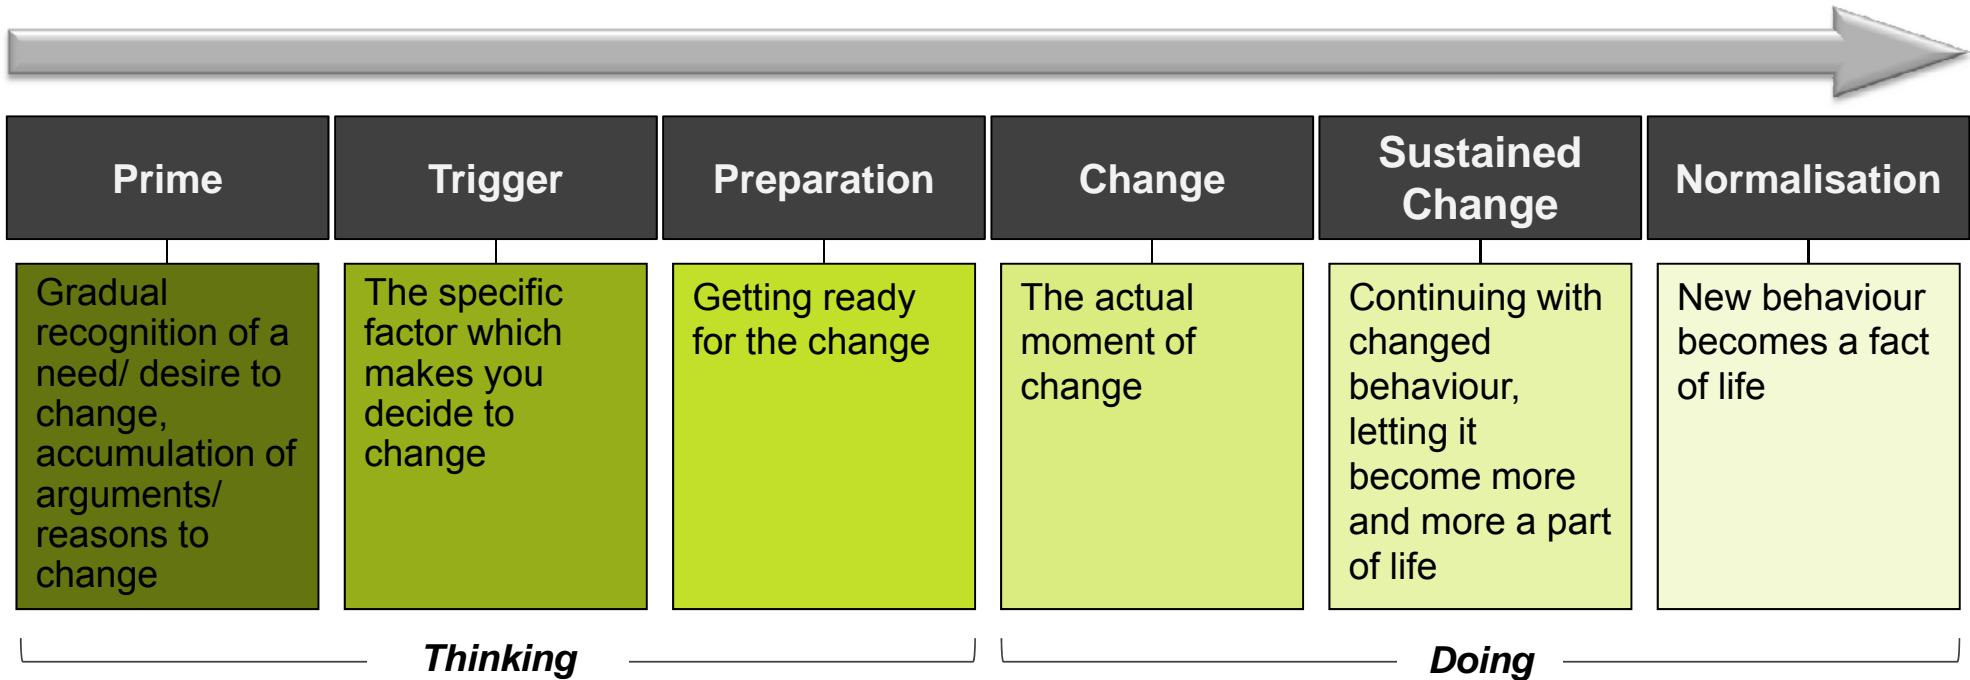 Prime
Trigger
Preparation
Change
Sustained
Change
Normalisation
Gradual
recognition of a
need/ desire to
change,
accumulation of
arguments/
reasons to
change
The specific
factor which
makes you
decide to
change
Getting ready
for the change
The actual
moment of
change
Continuing with
changed
behaviour,
letting it
become more
and more a part
of life
New behaviour
becomes a fact
of life
Thinking
Doing